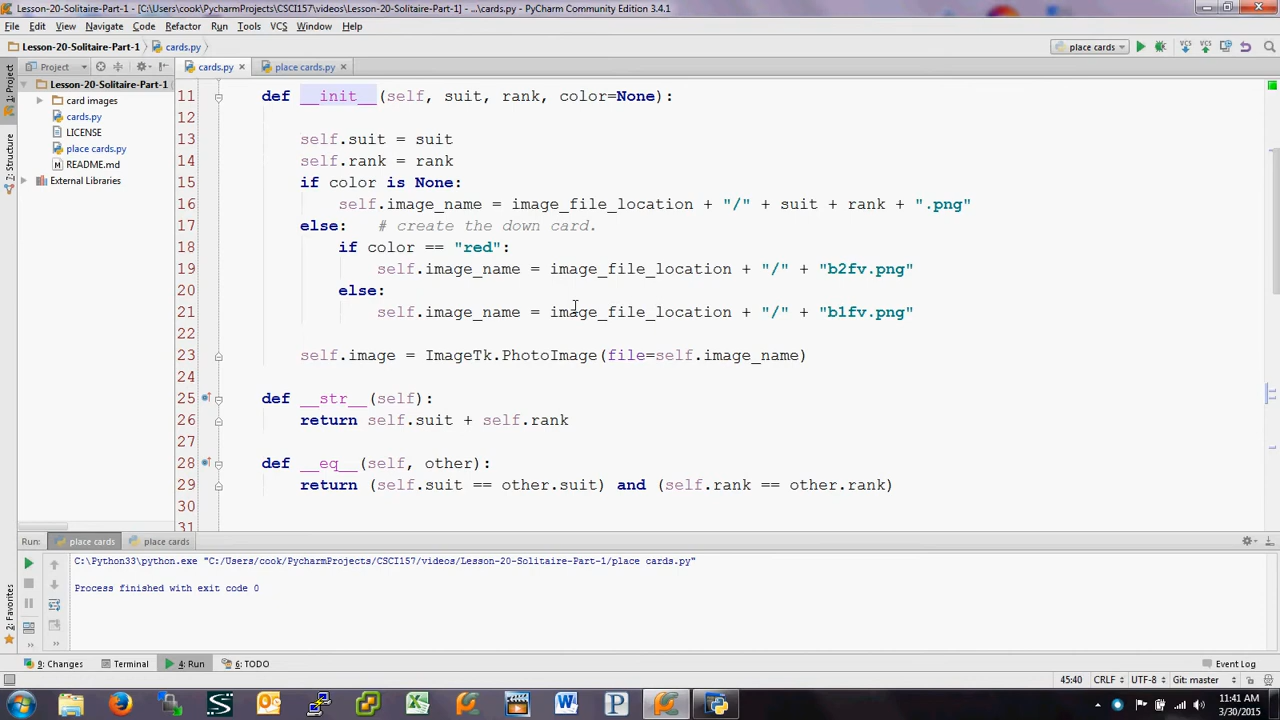 Lesson-20-Solitaire-Part-1 - [C:\Users\cook\PycharmProjects\CSCI157\videos\Lesson-20-Solitaire-Part-1] - ...\cards.py - PyCharm Community Edition 3.4.1
File Edit View Navigate Code Refactor Run Tools VCS Window Help
Lesson-20-Solitaire-Part-1 cards.py place cards
1: Project
Project cards.py place cards.py
Lesson-20-Solitaire-Part-1
card images
cards.py
LICENSE
place cards.py
README.md
External Libraries
7: Structure
11 def __init__(self, suit, rank, color=None):
12
13 self.suit = suit
14 self.rank = rank
15 if color is None:
16 self.image_name = image_file_location + "/" + suit + rank + ".png"
17 else: # create the down card.
18 if color == "red":
19 self.image_name = image_file_location + "/" + "b2fv.png"
20 else:
21 self.image_name = image_file_location + "/" + "b1fv.png"
22
23 self.image = ImageTk.PhotoImage(file=self.image_name)
24
25 def __str__(self):
26 return self.suit + self.rank
27
28 def __eq__(self, other):
29 return (self.suit == other.suit) and (self.rank == other.rank)
30
31
Run: place cards place cards
C:\Python33\python.exe "C:/Users/cook/PycharmProjects/CSCI157/videos/Lesson-20-Solitaire-Part-1/place cards.py"
Process finished with exit code 0
2: Favorites
9: Changes Terminal 4: Run 6: TODO Event Log
45:40 CRLF UTF-8 Git: master
11:41 AM
3/30/2015